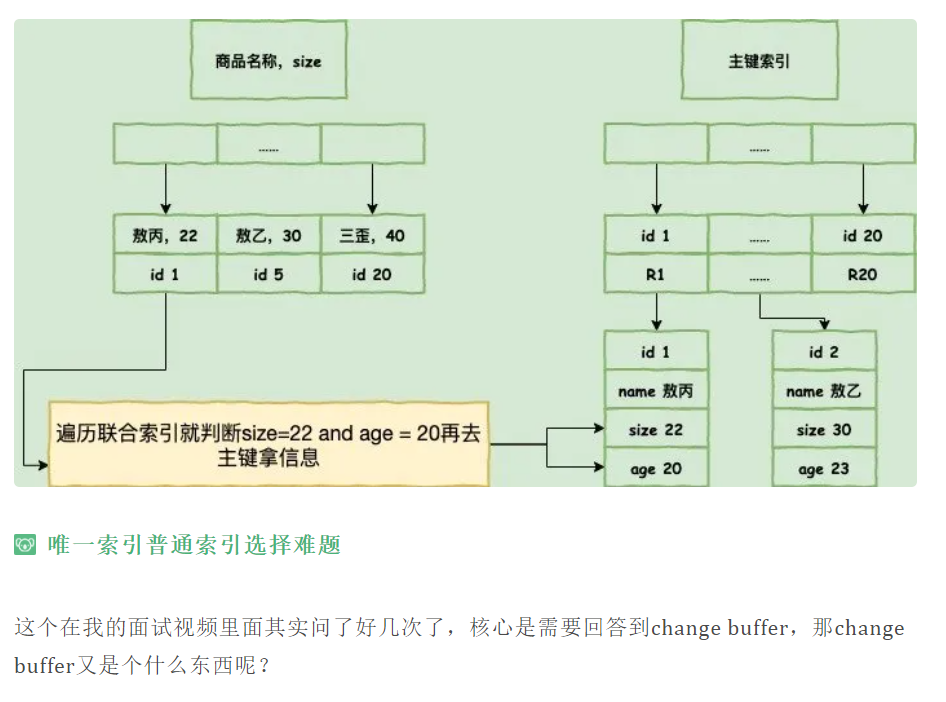 商品名称，size
主键索引
......
......
敖丙，22
敖乙，30
三歪，40
id 1
......
id 20
id 1
id 5
id 20
R1
......
R20
id 1
id 2
name 敖丙
name 敖乙
遍历联合索引就判断size=22 and age = 20再去
主键拿信息
size 22
size 30
age 20
age 23
唯一索引普通索引选择难题
这个在我的面试视频里面其实问了好几次了，核心是需要回答到change buffer，那change
buffer又是个什么东西呢？